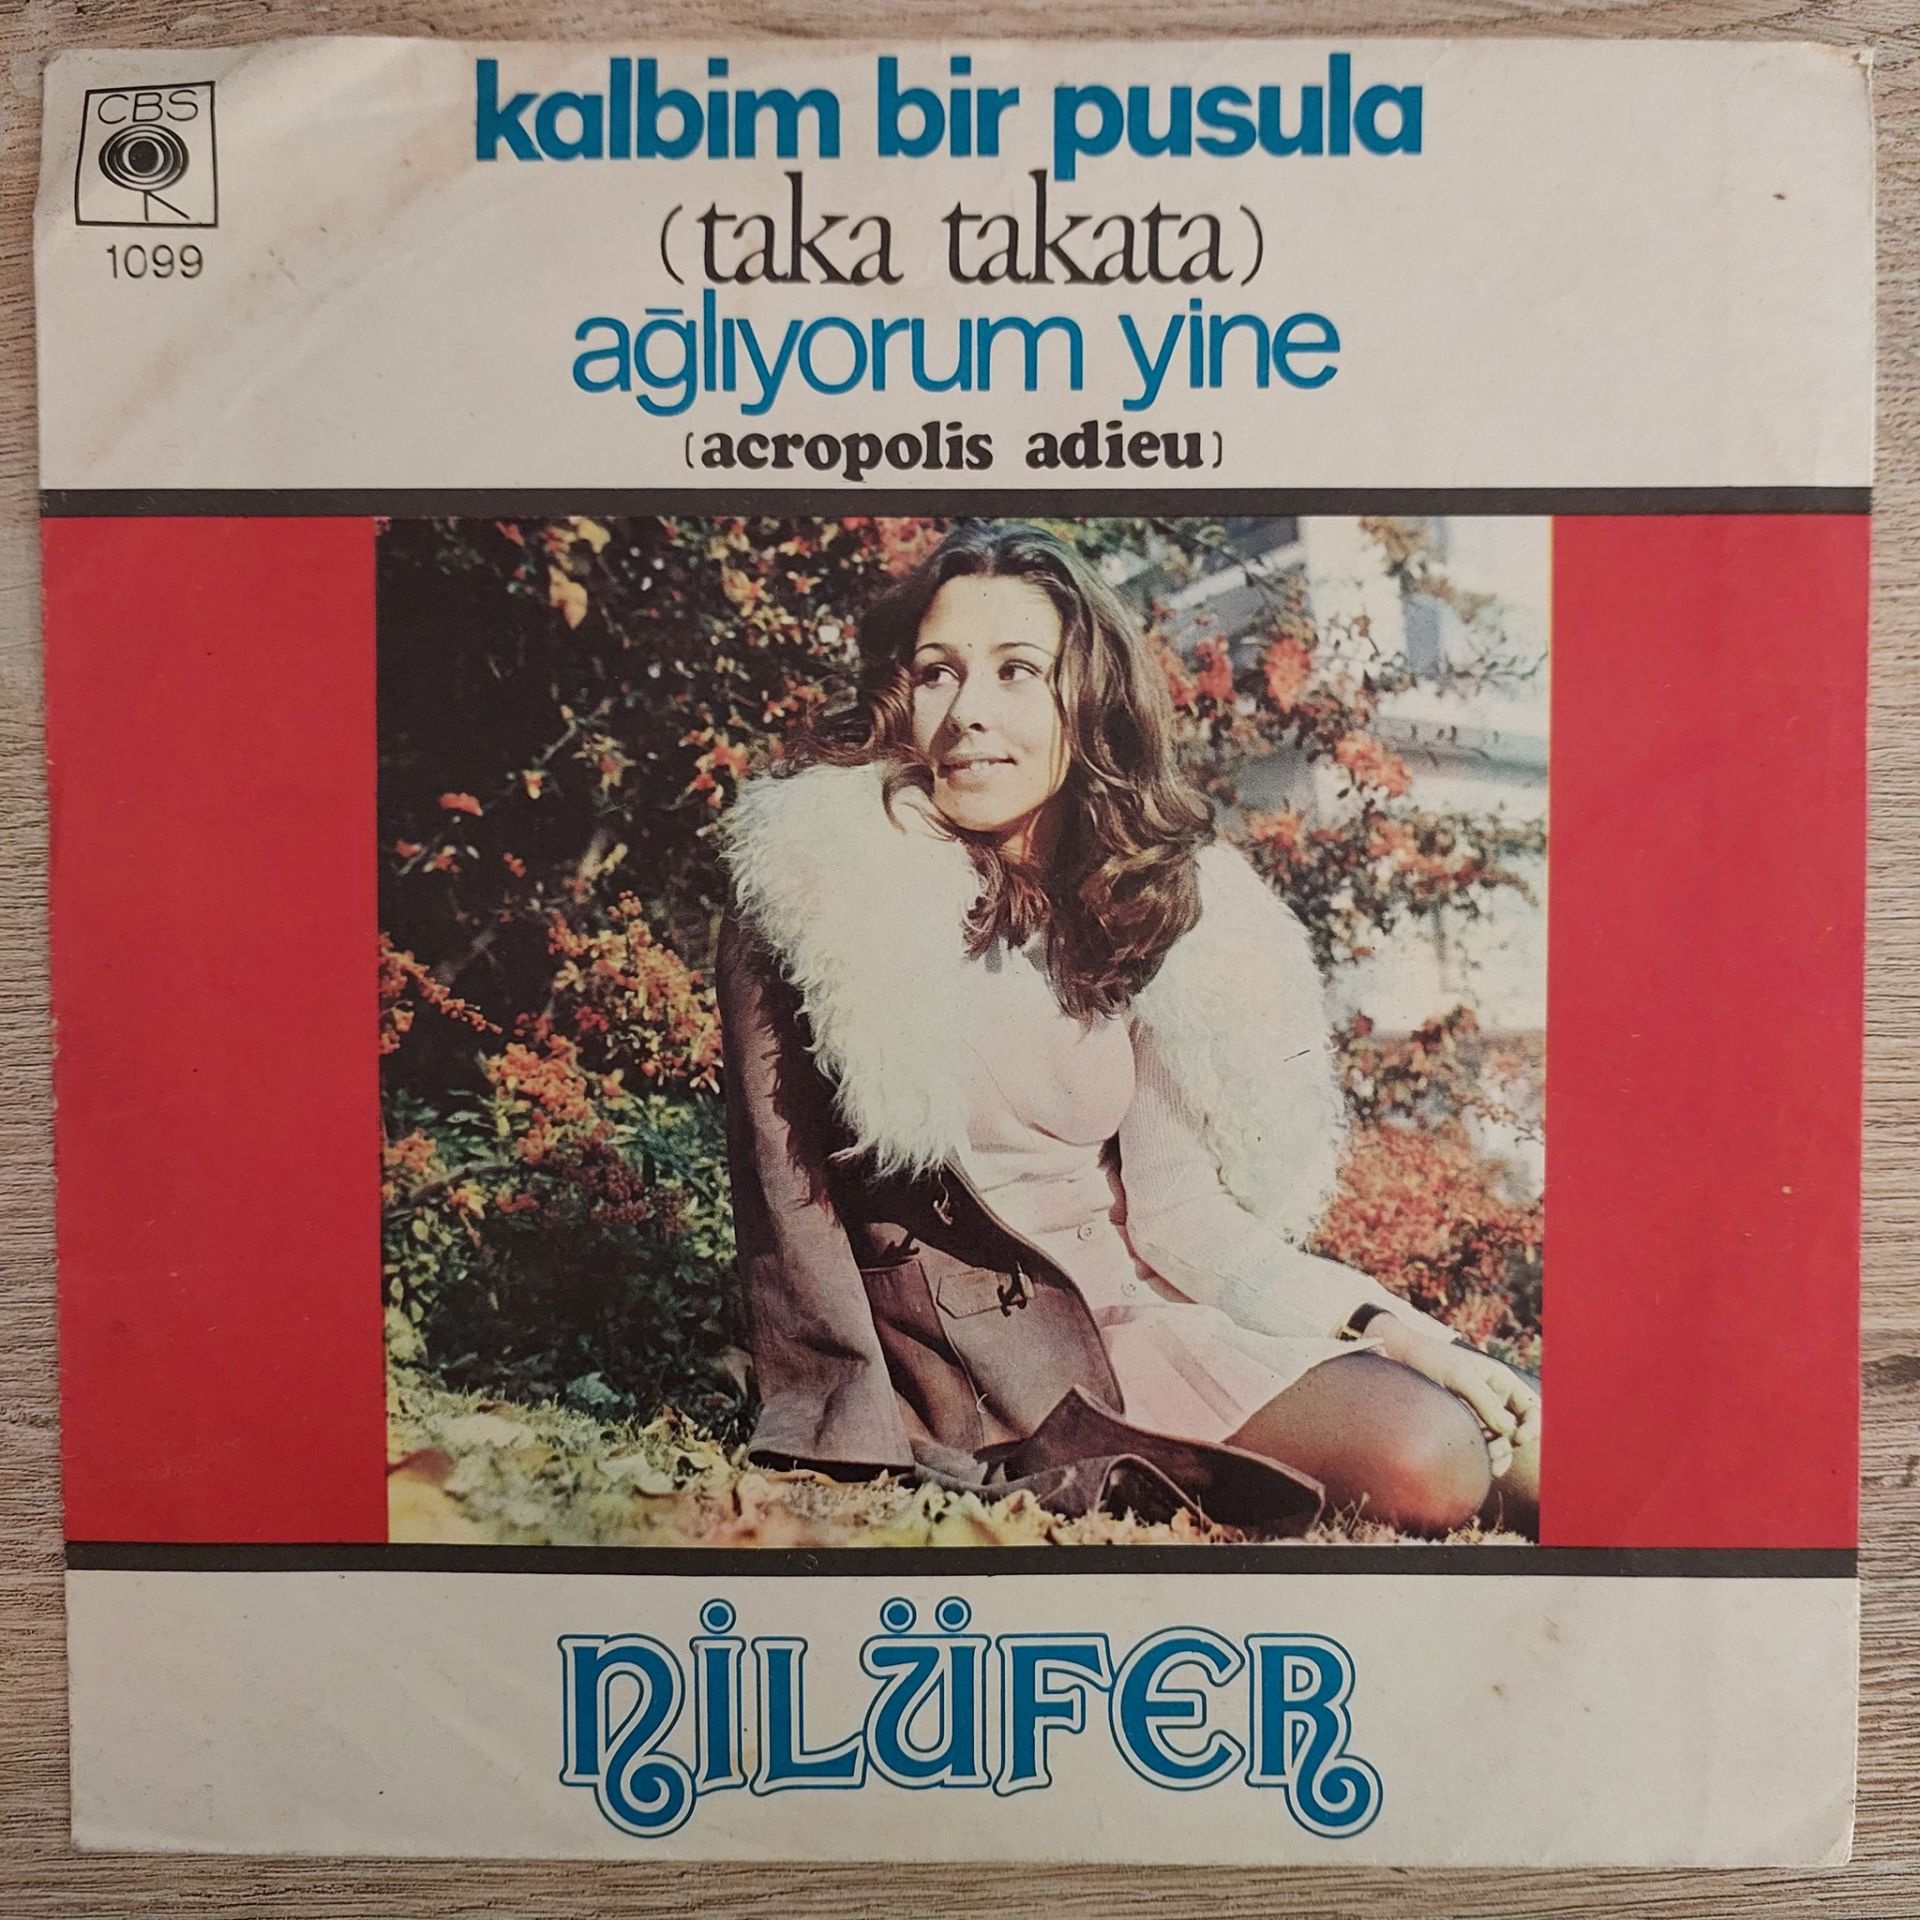 CBS
1099
kalbim bir pusula
(taka takata)
ağlıyorum yine
(acropolis adieu)
NİLÜFER